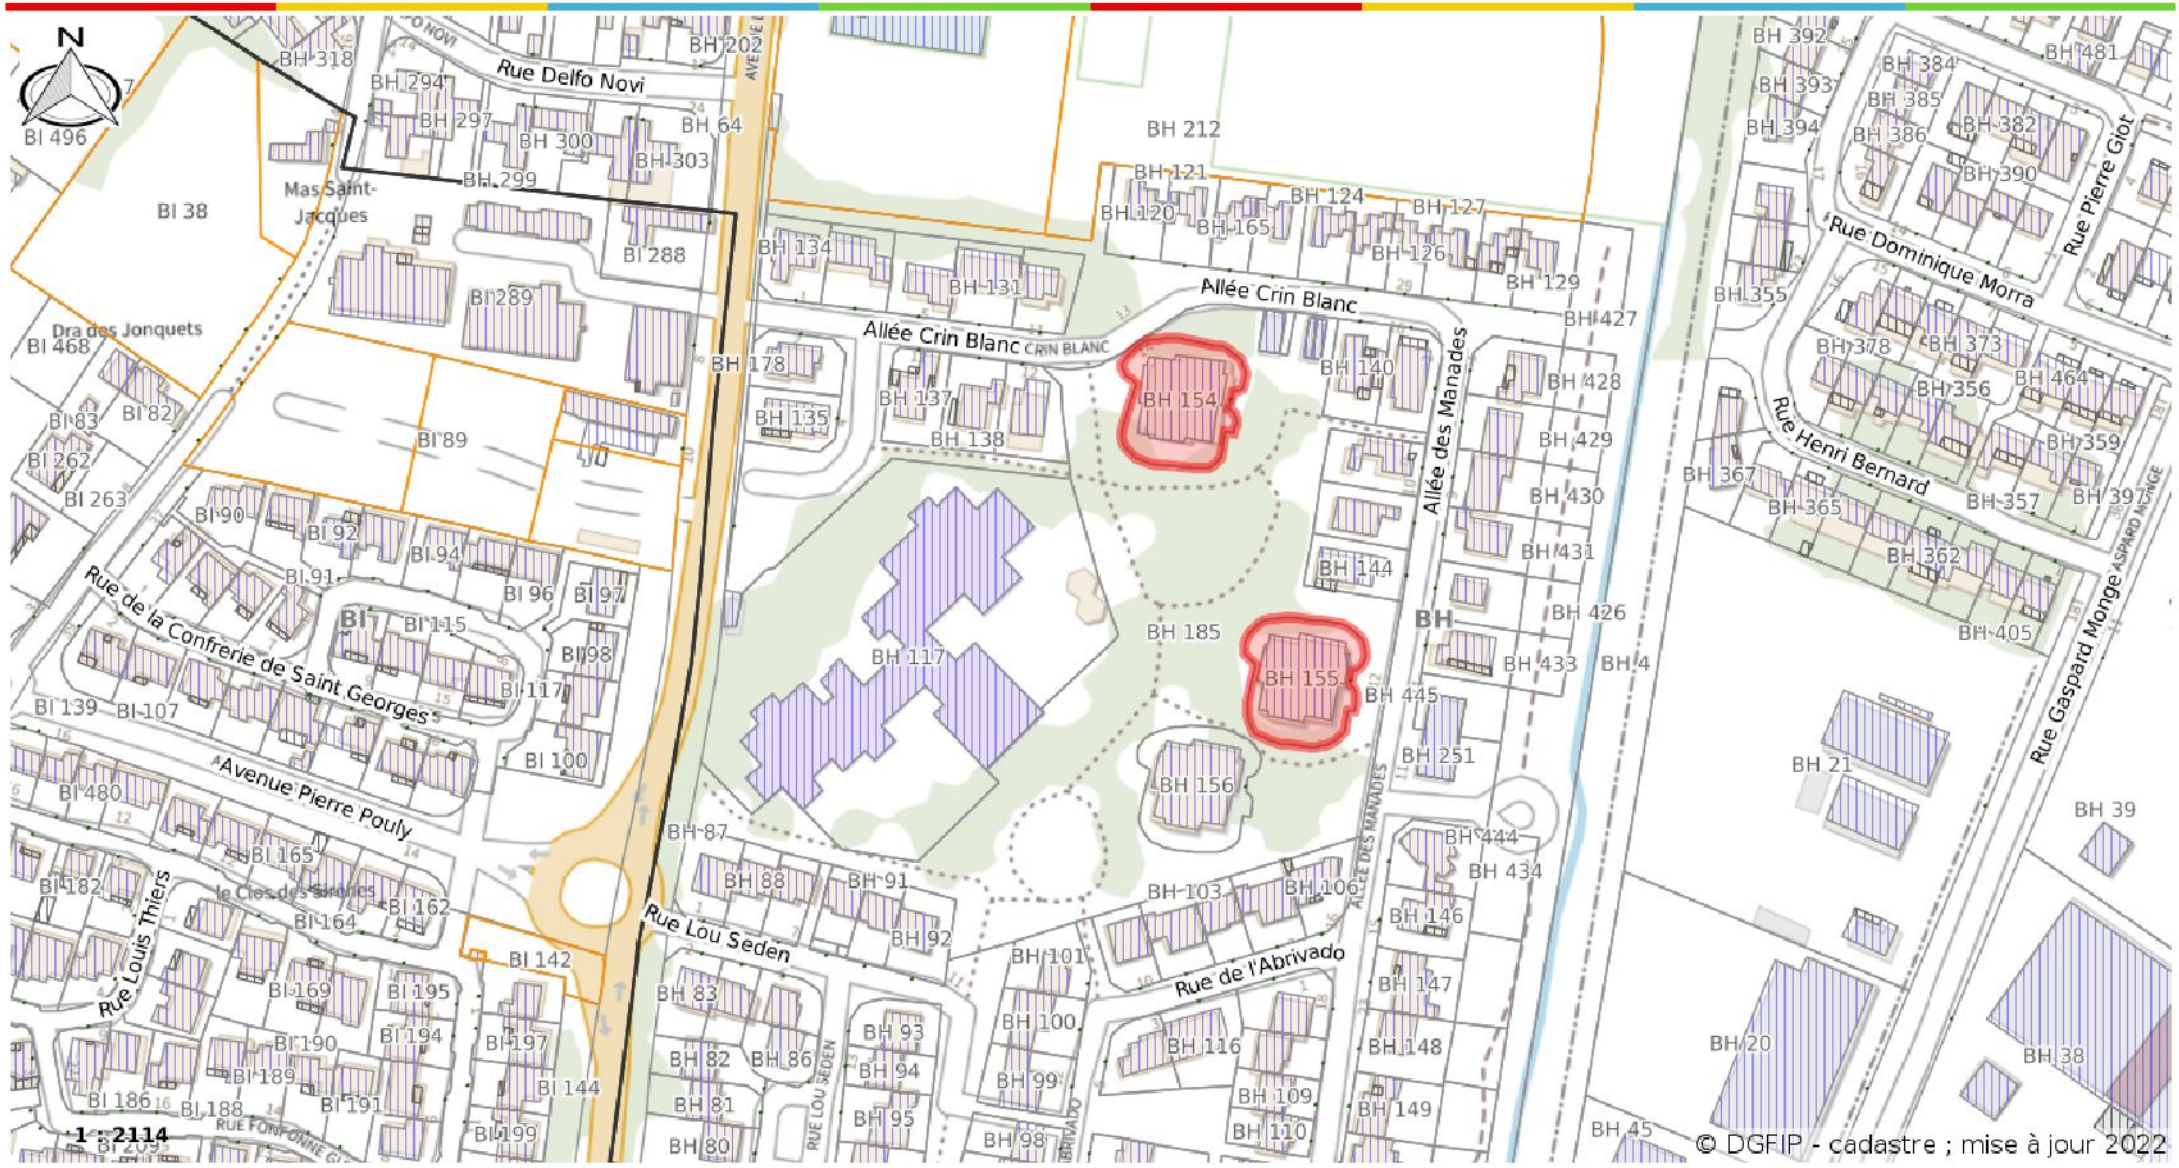 N
BH 318
BH 294
Rue Delfo Novi
BH 202
BH 392
BH 481
BH 384
BH 393
BH 385
BI 496
BH 297
BH 300
BH 64
BH 303
BH 212
BH 394
BH 386
BH 382
BH 390
Rue Pierre Giot
Mas Saint-
Jacques
BH 299
BI 38
BH 121
BH 120
BH 165
BH 124
BH 127
BH 126
BH 129
Rue Dominique Morra
BI 288
BH 134
BH 131
BI 289
Allée Crin Blanc
BH 355
BH 427
Dra des Jonquets
BI 468
Allée Crin Blanc
CRIN BLANC
BH 178
BH 140
BH 428
Allée des Manades
BH 378
BH 373
BH 464
BH 356
BI 83
BI 82
BI 89
BH 135
BH 137
BH 138
BH 154
BH 429
BH 359
Rue Henri Bernard
BI 262
BI 263
BH 367
BH 430
BH 365
BH 357
BH 397
BI 90
BI 92
BI 94
BH 431
BH 362
BI 91
BI 96
BI 97
BH 144
BH 426
Rue de la Confrérie de Saint Georges
BI
BI 115
BH
BH 185
BH 405
BI 98
BH 117
BH 155
BH 433
BH 4
BI 117
BH 445
Rue Gaspard Monge
BI 139
BI 107
BI 100
BH 251
BH 156
BH 21
Avenue Pierre Pouly
BI 480
12
14
BH 39
BH 87
BH 444
BH 434
BI 165
le Clos des Sirènes
BI 182
BI 162
BI 164
BH 88
BH 91
BH 103
BH 106
ALLÉE DES MANADES
BH 146
BH 92
Rue Lou Seden
Rue Louis Thiers
BI 142
BH 101
Rue de l'Abrivado
BI 169
BI 195
BH 83
BH 147
BH 100
BH 93
BI 194
BI 190
BI 197
BH 82
BH 86
BH 116
BH 148
BH 20
BH 38
BI 189
BI 144
BH 94
BH 99
BH 109
BI 186
BI 188
BI 191
BH 81
BH 95
BH 149
RUE LOU SEDEN
BI 199
BH 80
BH 98
BH 110
BH 45
1 : 2114
BI 209
© DGFIP - cadastre ; mise à jour 2022